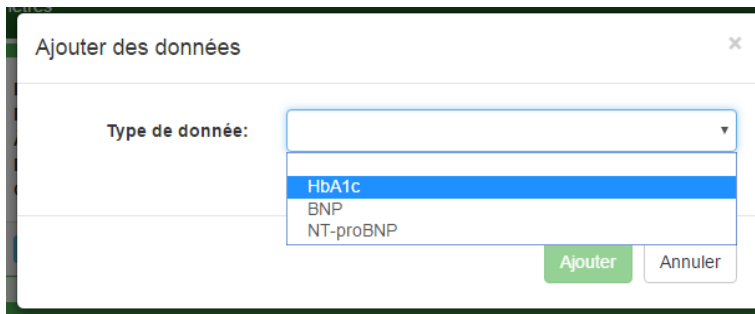 Ajouter des données
×
Type de donnée:
HbA1c
BNP
NT-proBNP
Ajouter Annuler